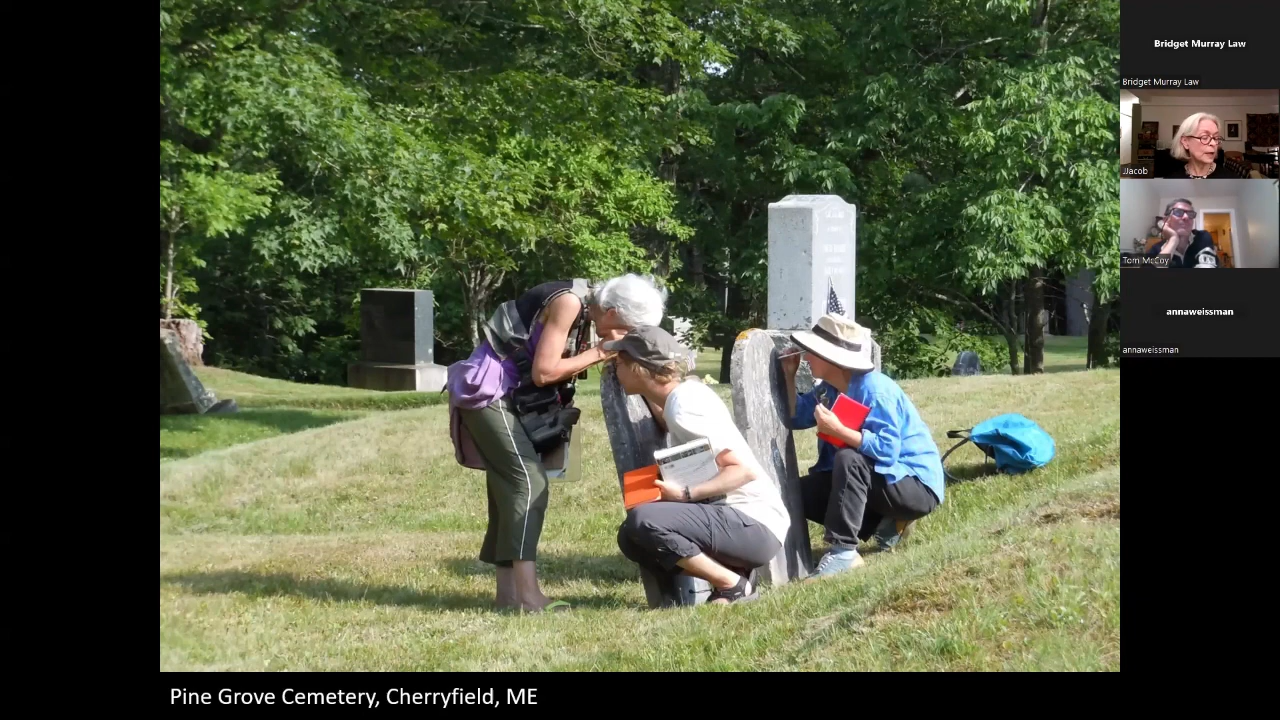 Bridget Murray Law
Bridget Murray Law
JJacob
Tom McCoy
annaweissman
annaweissman
Pine Grove Cemetery, Cherryfield, ME